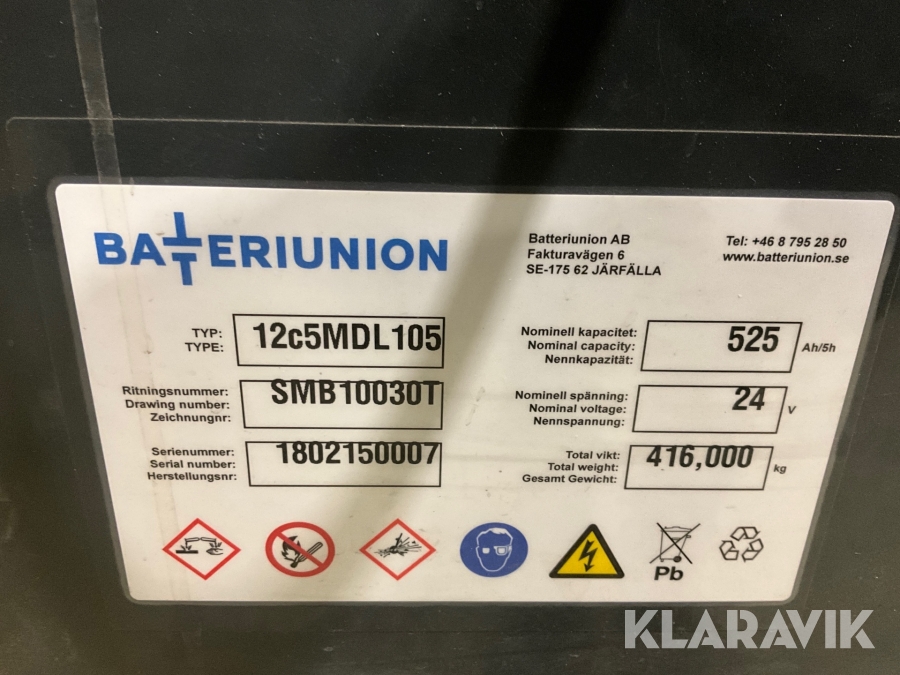 BATTERIUNION
Batteriunion AB
Fakturavägen 6
SE-175 62 JÄRFÄLLA
Tel: +46 8 795 28 50
www.batteriunion.se
TYP:
TYPE:
12c5MDL105
Ritningsnummer:
Drawing number:
Zeichnungnr:
SMB10030T
Serienummer:
Serial number:
Herstellungsnr:
1802150007
Nominell kapacitet:
Nominal capacity:
Nennkapazität:
525 Ah/5h
Nominell spänning:
Nominal voltage:
Nennspannung:
24 V
Total vikt:
Total weight:
Gesamt Gewicht:
416,000 kg
Pb
KLARAVIK